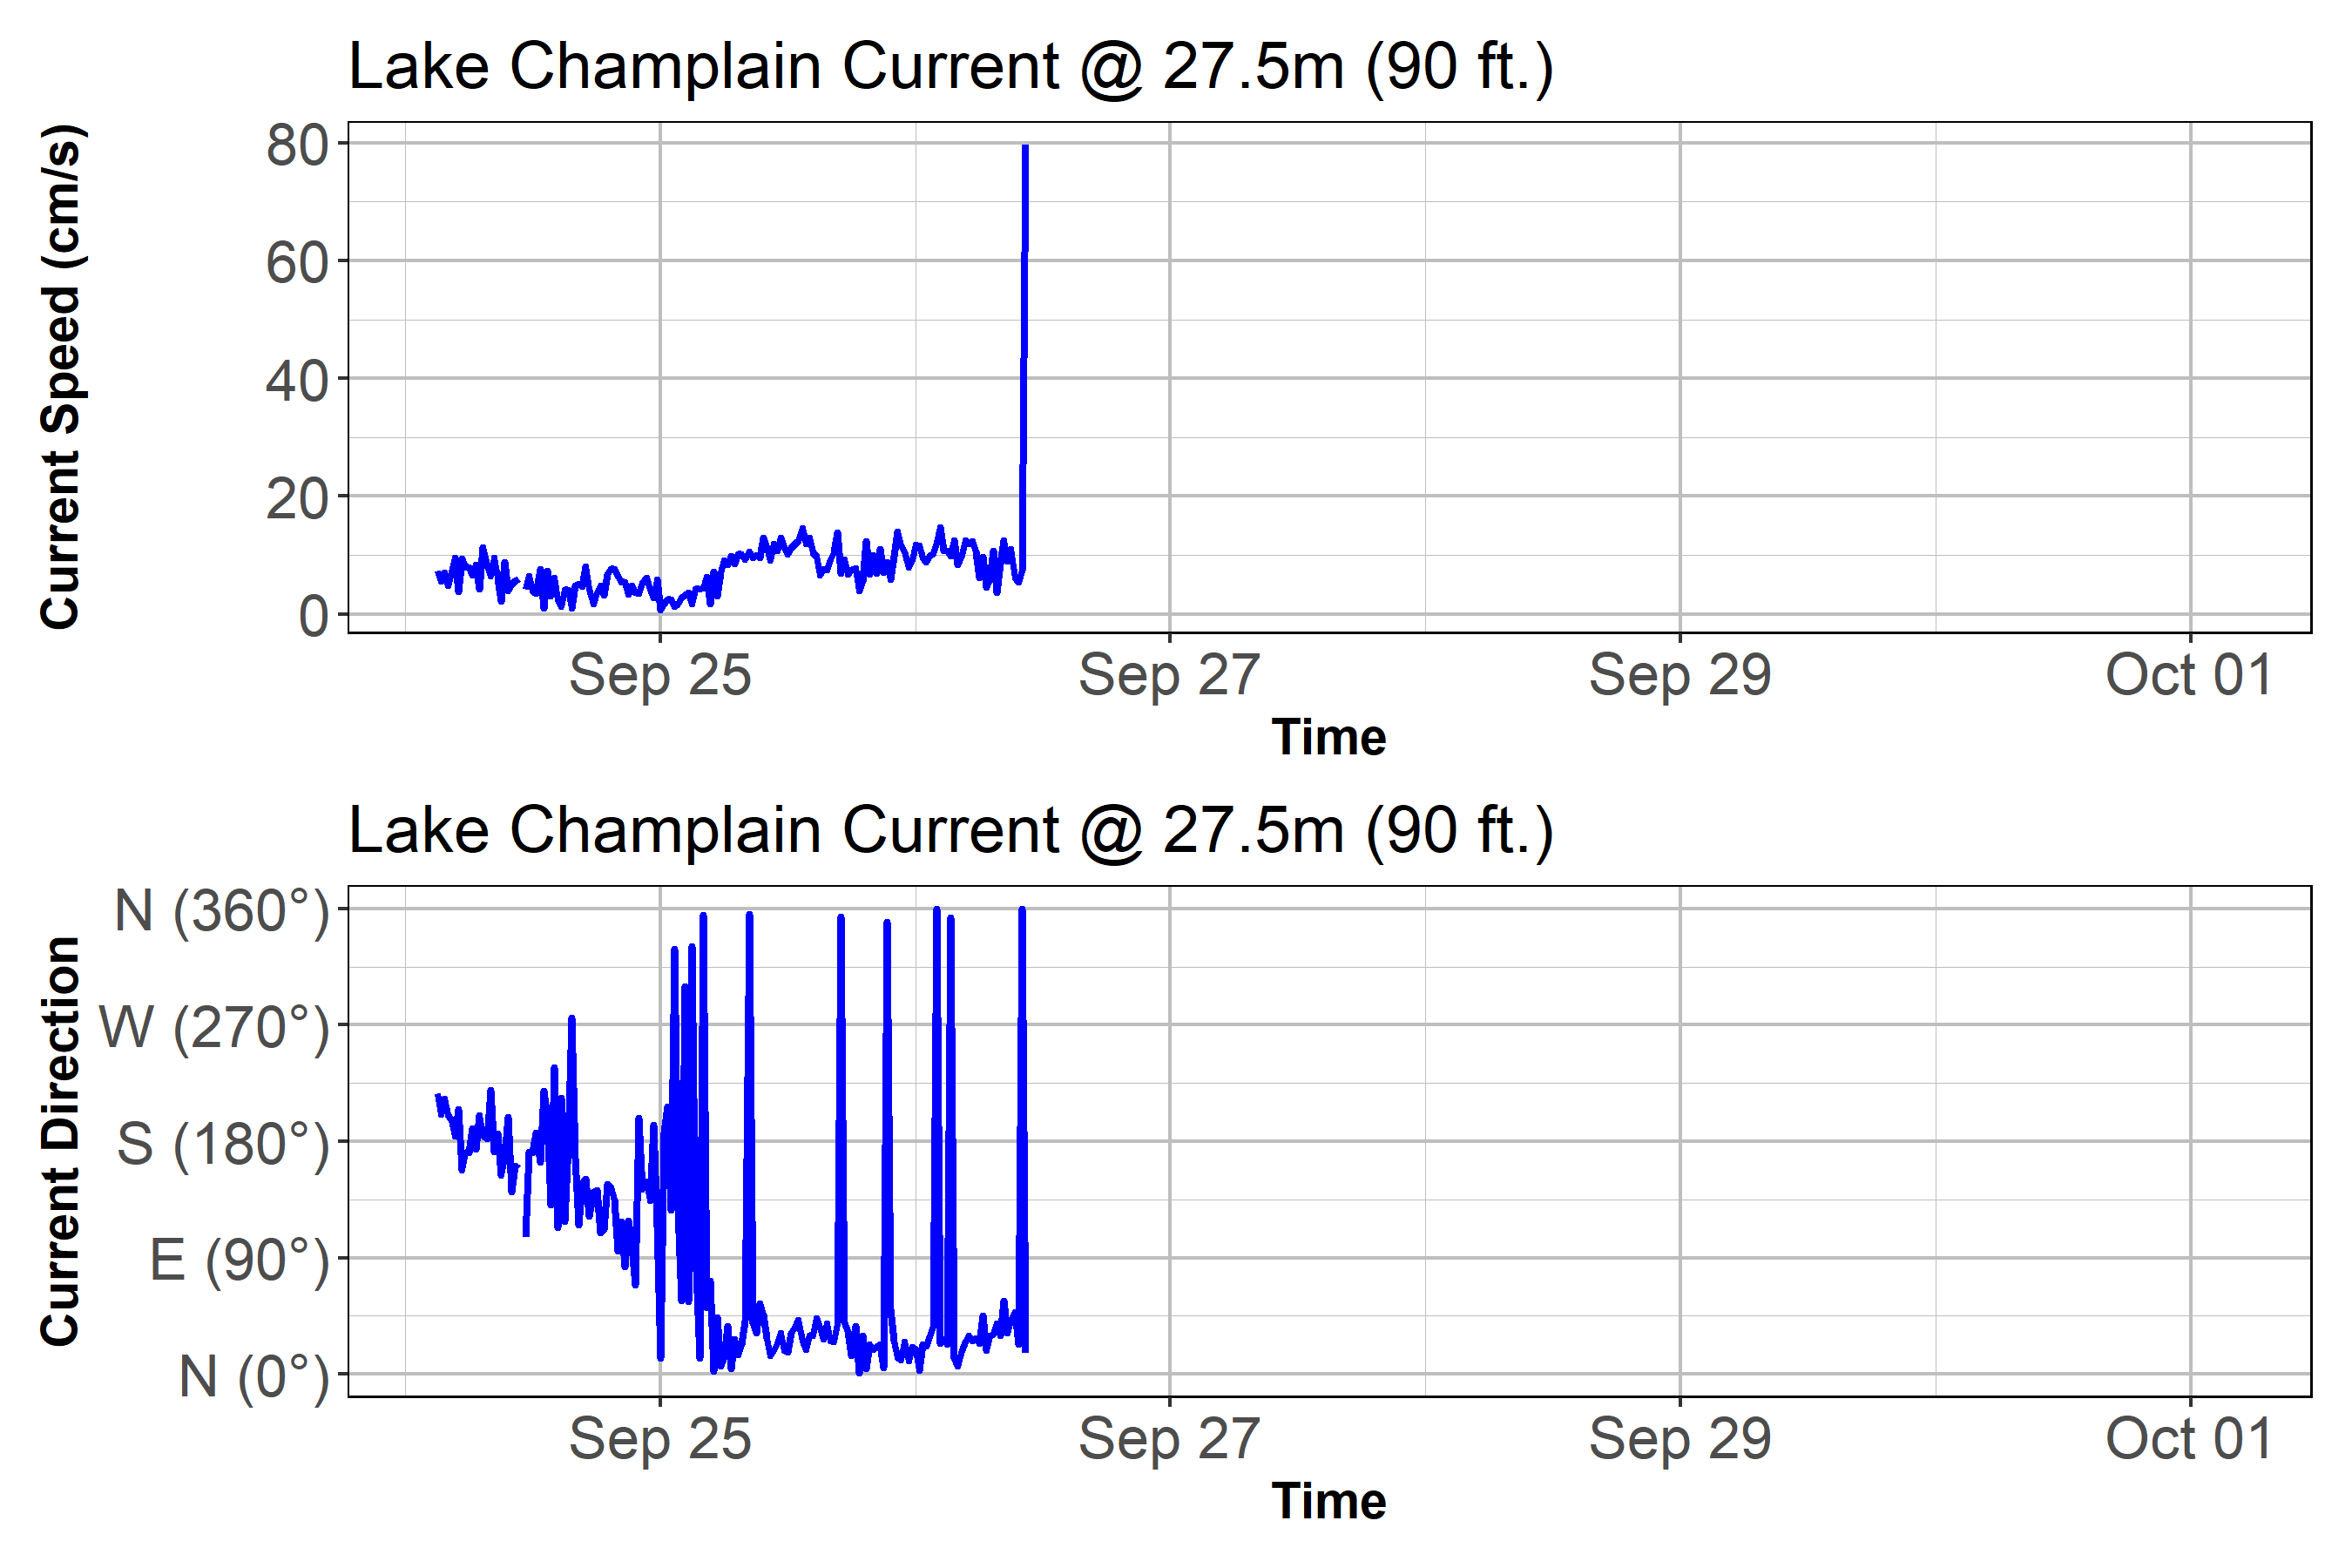 Lake Champlain Current @ 27.5m (90 ft.)
Current Speed (cm/s)
80
60
40
20
0
Sep 25
Sep 27
Sep 29
Oct 01
Time
Lake Champlain Current @ 27.5m (90 ft.)
Current Direction
N (360°)
W (270°)
S (180°)
E (90°)
N (0°)
Sep 25
Sep 27
Sep 29
Oct 01
Time